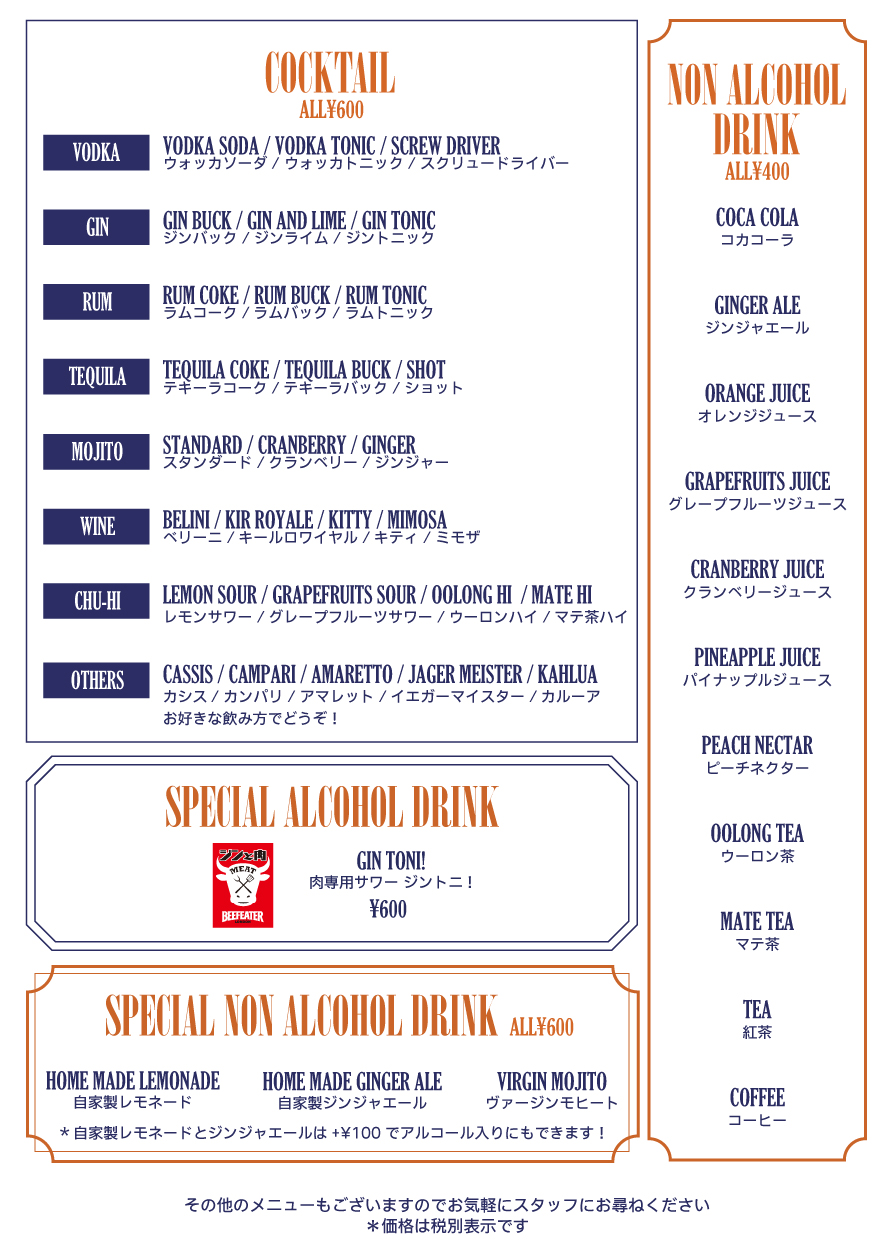 COCKTAIL
ALL¥600
VODKA
VODKA SODA / VODKA TONIC / SCREW DRIVER
ウォッカソーダ / ウォッカトニック / スクリュードライバー
GIN
GIN BUCK / GIN AND LIME / GIN TONIC
ジンバック / ジンライム / ジントニック
RUM
RUM COKE / RUM BUCK / RUM TONIC
ラムコーク / ラムバック / ラムトニック
TEQUILA
TEQUILA COKE / TEQUILA BUCK / SHOT
テキーラコーク / テキーラバック / ショット
MOJITO
STANDARD / CRANBERRY / GINGER
スタンダード / クランベリー / ジンジャー
WINE
BELINI / KIR ROYALE / KITTY / MIMOSA
ベリーニ / キールロワイヤル / キティ / ミモザ
CHU-HI
LEMON SOUR / GRAPEFRUITS SOUR / OOLONG HI / MATE HI
レモンサワー / グレープフルーツサワー / ウーロンハイ / マテ茶ハイ
OTHERS
CASSIS / CAMPARI / AMARETTO / JAGER MEISTER / KAHLUA
カシス / カンパリ / アマレット / イエガーマイスター / カルーア
お好きな飲み方でどうぞ！
SPECIAL ALCOHOL DRINK
ジンと肉
MEAT
BEEFEATER
GIN TONI!
肉専用サワー ジントニ！
¥600
SPECIAL NON ALCOHOL DRINK ALL¥600
HOME MADE LEMONADE
自家製レモネード
HOME MADE GINGER ALE
自家製ジンジャエール
VIRGIN MOJITO
ヴァージンモヒート
＊自家製レモネードとジンジャエールは +¥100 でアルコール入りにもできます！
NON ALCOHOL
DRINK
ALL¥400
COCA COLA
コカコーラ
GINGER ALE
ジンジャエール
ORANGE JUICE
オレンジジュース
GRAPEFRUITS JUICE
グレープフルーツジュース
CRANBERRY JUICE
クランベリージュース
PINEAPPLE JUICE
パイナップルジュース
PEACH NECTAR
ピーチネクター
OOLONG TEA
ウーロン茶
MATE TEA
マテ茶
TEA
紅茶
COFFEE
コーヒー
その他のメニューもございますのでお気軽にスタッフにお尋ねください
＊価格は税別表示です